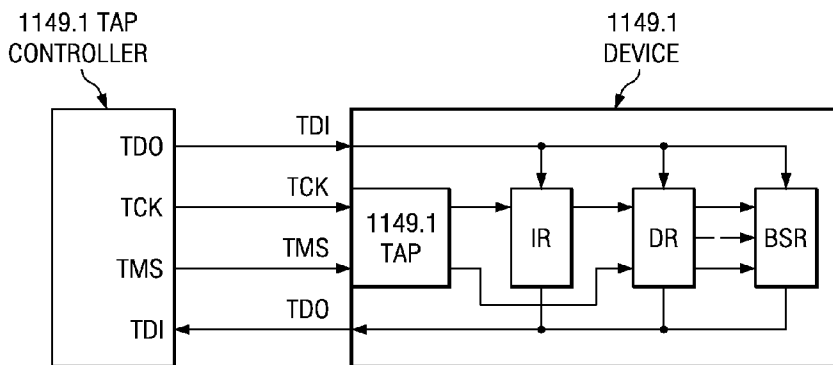 1149.1 TAP
CONTROLLER
1149.1
DEVICE
TDO
TDI
TCK
TCK
TMS
TMS
TDI
TDO
1149.1
TAP
IR
DR
BSR